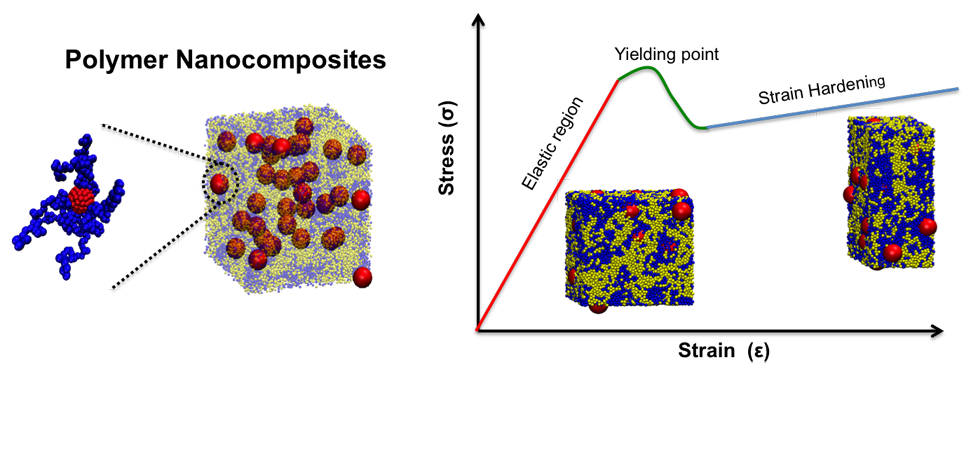 Polymer Nanocomposites
Stress (σ)
Elastic region
Yielding point
Strain Hardening
Strain (ε)